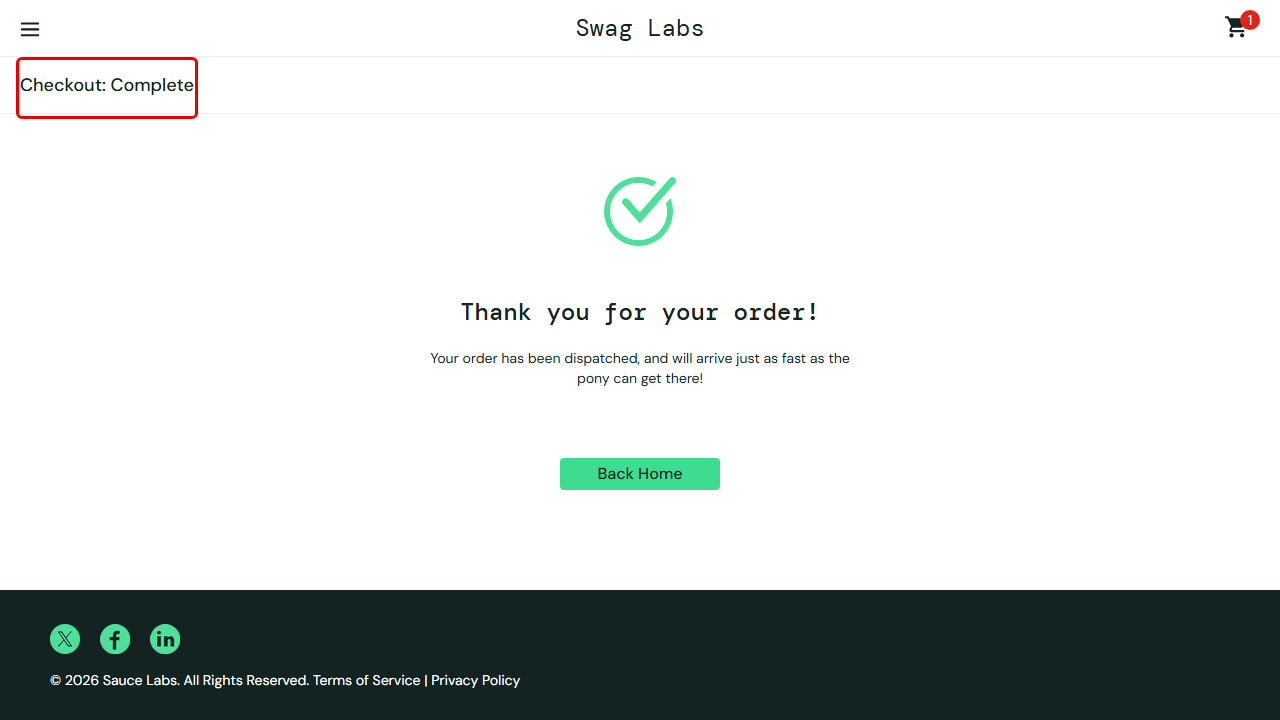 Swag Labs
1
Checkout: Complete
Thank you for your order!
Your order has been dispatched, and will arrive just as fast as the
pony can get there!
Back Home
© 2026 Sauce Labs. All Rights Reserved. Terms of Service | Privacy Policy